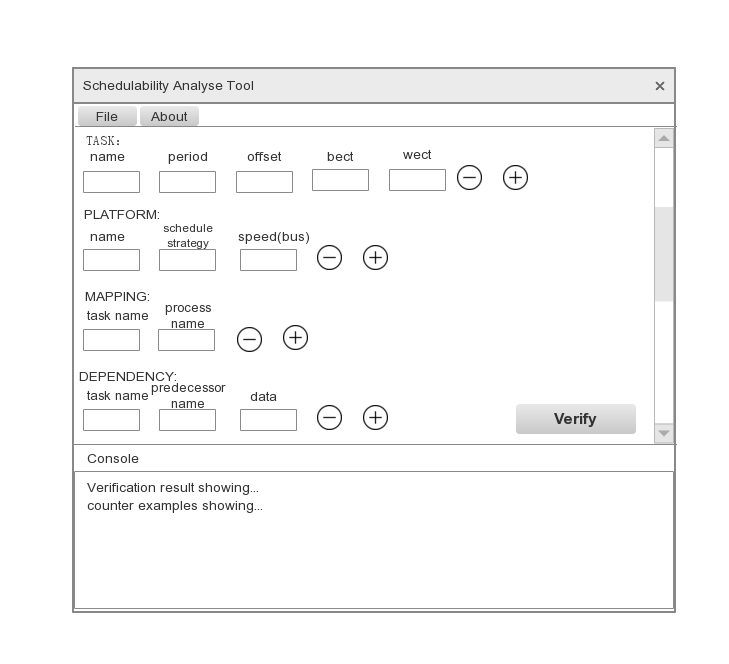 Schedulability Analyse Tool ×
File About
TASK:
name period offset bect wect
PLATFORM:
name schedule strategy speed(bus)
MAPPING:
task name process name
DEPENDENCY:
task name predecessor name data
Verify
Console
Verification result showing...
counter examples showing...